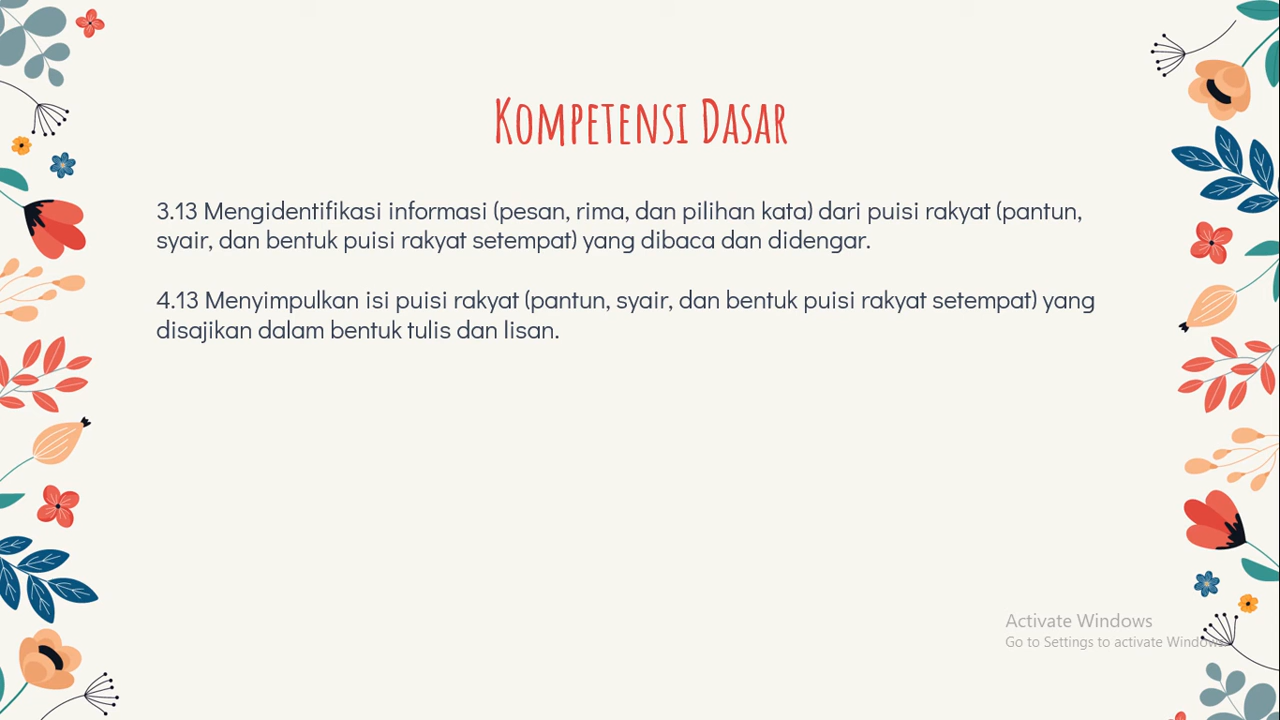 Kompetensi Dasar
3.13 Mengidentifikasi informasi (pesan, rima, dan pilihan kata) dari puisi rakyat (pantun,
syair, dan bentuk puisi rakyat setempat) yang dibaca dan didengar.
4.13 Menyimpulkan isi puisi rakyat (pantun, syair, dan bentuk puisi rakyat setempat) yang
disajikan dalam bentuk tulis dan lisan.
Activate Windows
Go to Settings to activate Windows.